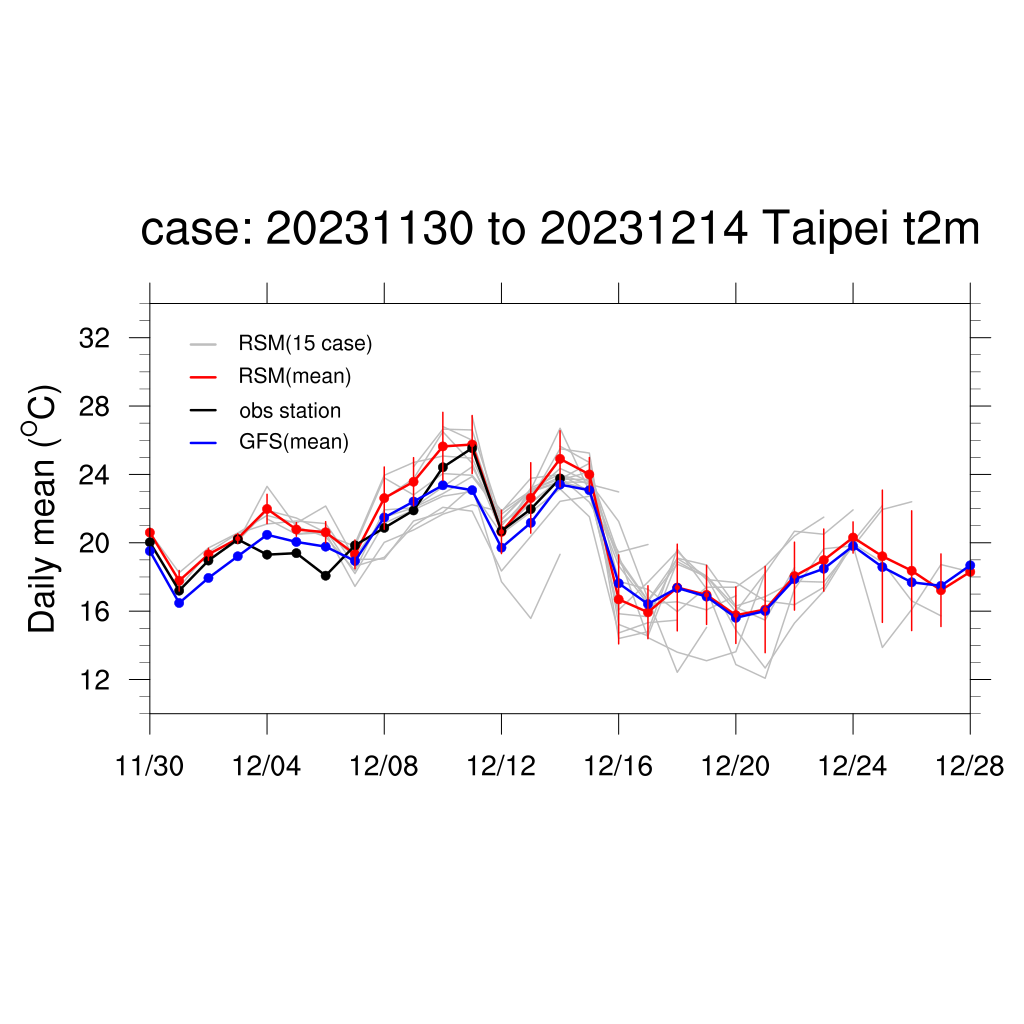 case: 20231130 to 20231214 Taipei t2m
Daily mean (°C)
32
28
24
20
16
12
RSM(15 case)
RSM(mean)
obs station
GFS(mean)
11/30 12/04 12/08 12/12 12/16 12/20 12/24 12/28